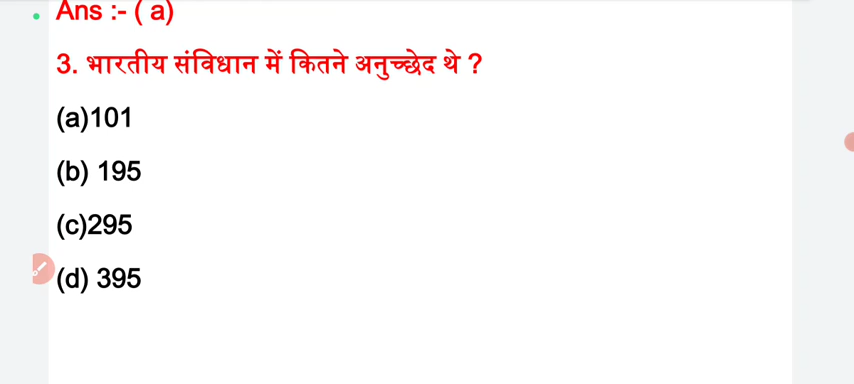 Ans :- ( a)
3. भारतीय संविधान में कितने अनुच्छेद थे ?
(a)101
(b) 195
(c)295
(d) 395